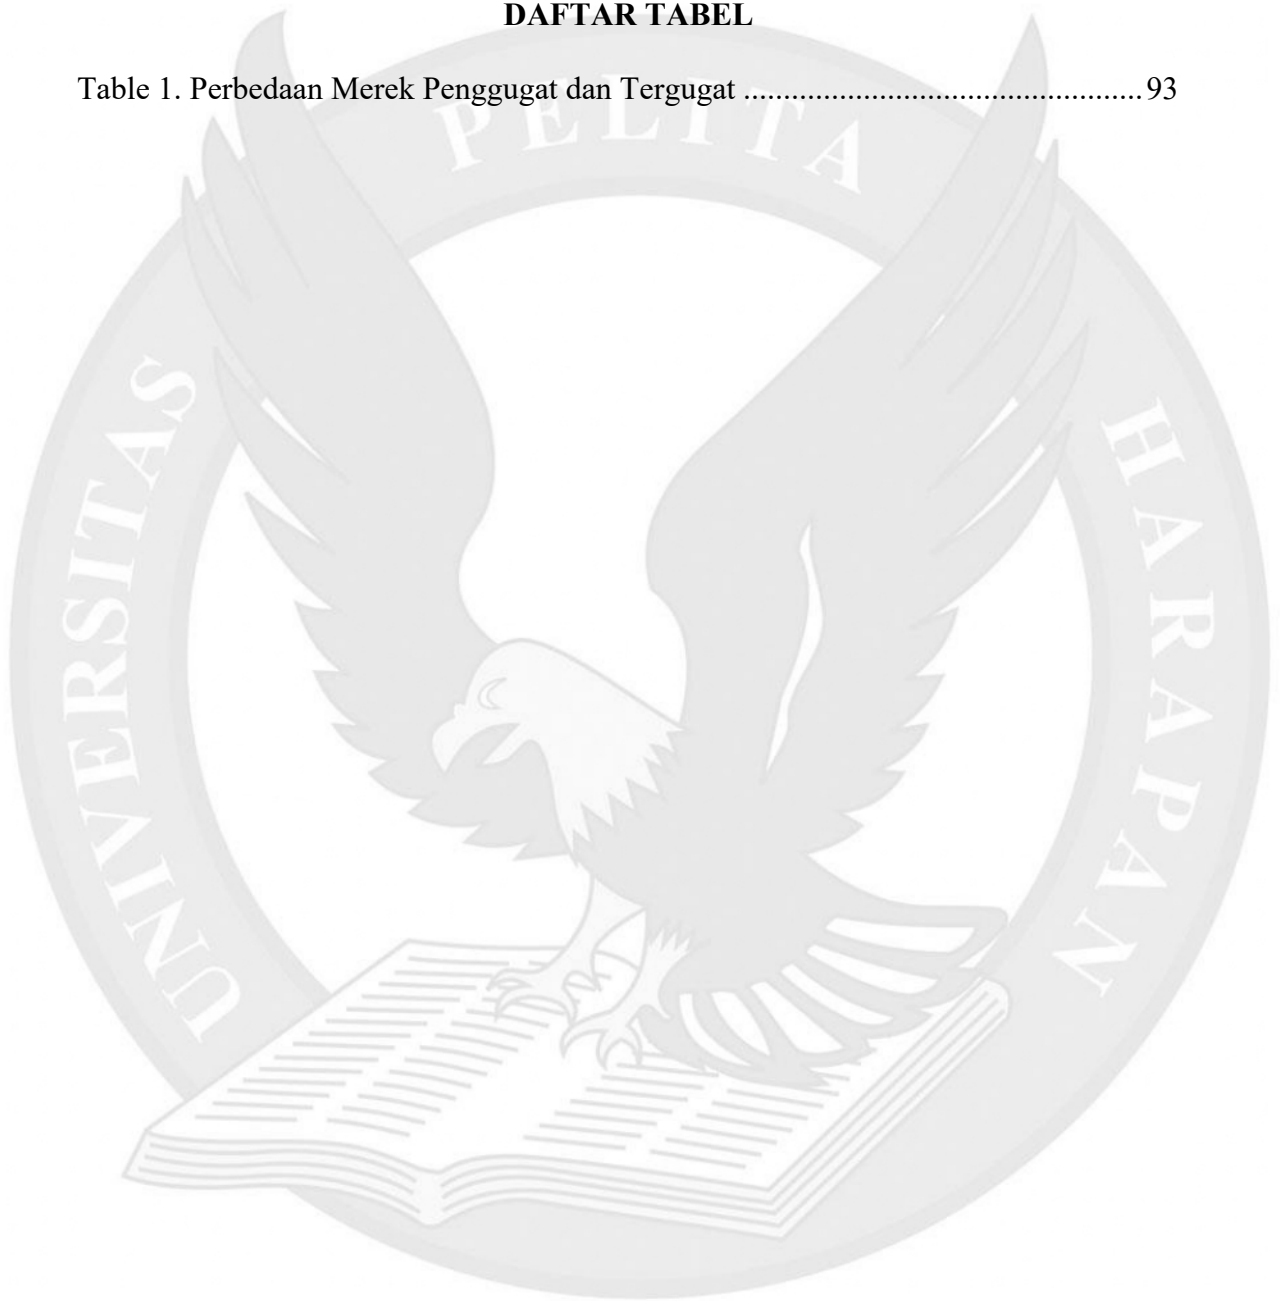 DAFTAR TABEL
Table 1. Perbedaan Merek Penggugat dan Tergugat .................................................. 93
UNIVERSITAS PELITA HARAPAN